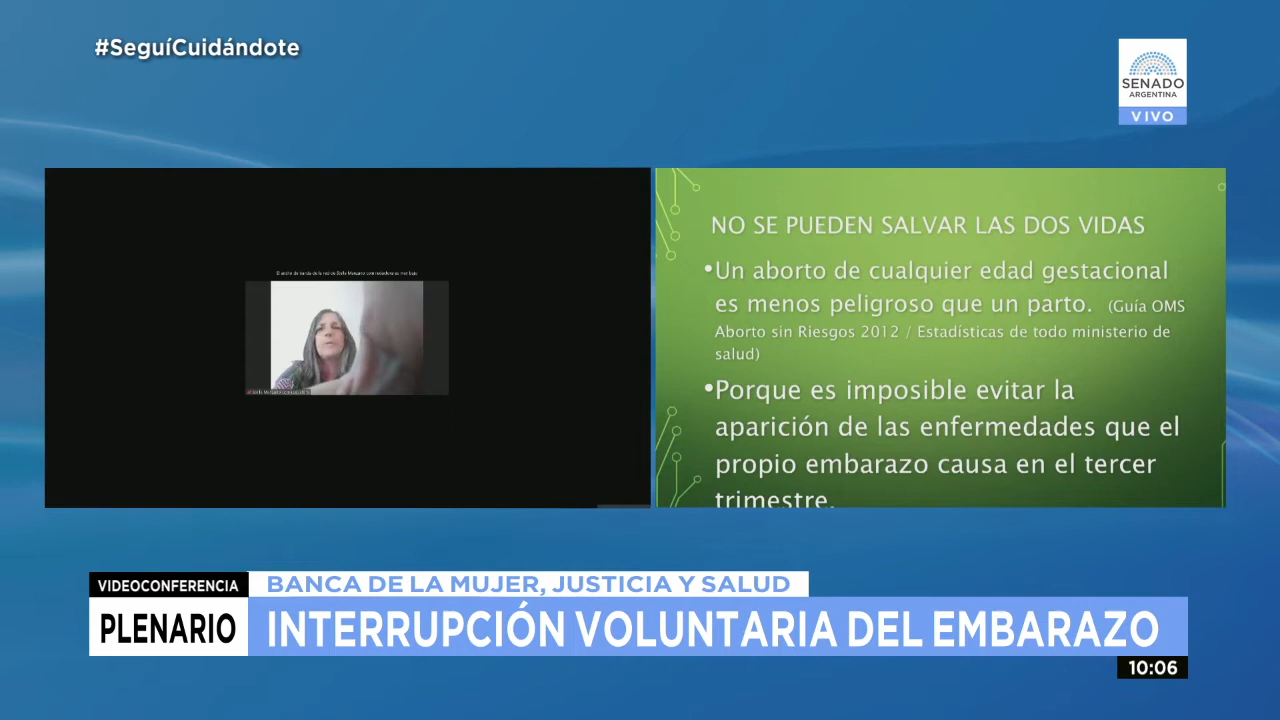 #SeguíCuidándote
SENADO
ARGENTINA
VIVO
NO SE PUEDEN SALVAR LAS DOS VIDAS
•Un aborto de cualquier edad gestacional
es menos peligroso que un parto. (Guía OMS
Aborto sin Riesgos 2012 / Estadísticas de todo ministerio de
salud)
•Porque es imposible evitar la
aparición de las enfermedades que el
propio embarazo causa en el tercer
trimestre.
VIDEOCONFERENCIA
BANCA DE LA MUJER, JUSTICIA Y SALUD
PLENARIO
INTERRUPCIÓN VOLUNTARIA DEL EMBARAZO
10:06